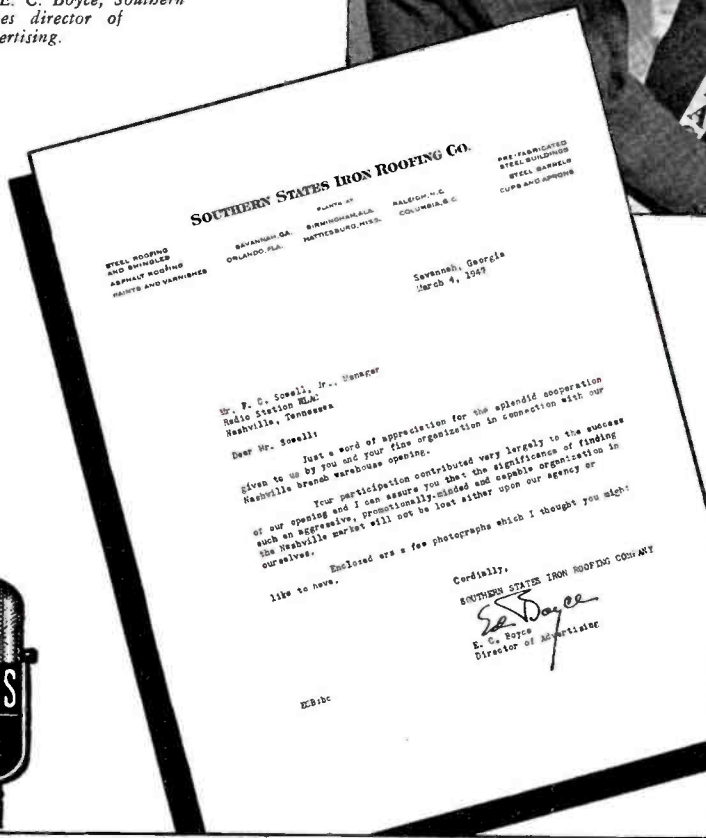 E. C. Boyce, Southern
es director of
ertising.
SOUTHERN STATES IRON ROOFING CO.
STEEL ROOFING
AND SHINGLES
ASPHALT ROOFING
PAINTS AND VARNISHES
PLANTS AT
SAVANNAH, GA. BIRMINGHAM, ALA. RALEIGH, N.C.
ORLANDO, FLA. HATTIESBURG, MISS. COLUMBIA, S.C.
PRE-FABRICATED
STEEL BUILDINGS
STEEL BARRELS
CUPS AND APRONS
Savannah, Georgia
March 4, 1947
Mr. F. C. Sowell, Jr., Manager
Radio Station WLAC
Nashville, Tennessee
Dear Mr. Sowell:
Just a word of appreciation for the splendid cooperation
given to us by you and your fine organization in connection with our
Nashville branch warehouse opening.
Your participation contributed very largely to the success
of our opening and I can assure you that the significance of finding
such an aggressive, promotionally-minded and capable organization in
the Nashville market will not be lost either upon our agency or
ourselves.
Enclosed are a few photographs which I thought you might
like to have.
Cordially,
SOUTHERN STATES IRON ROOFING COMPANY
Ed Boyce
E. C. Boyce
Director of Advertising
ECB:bc
S